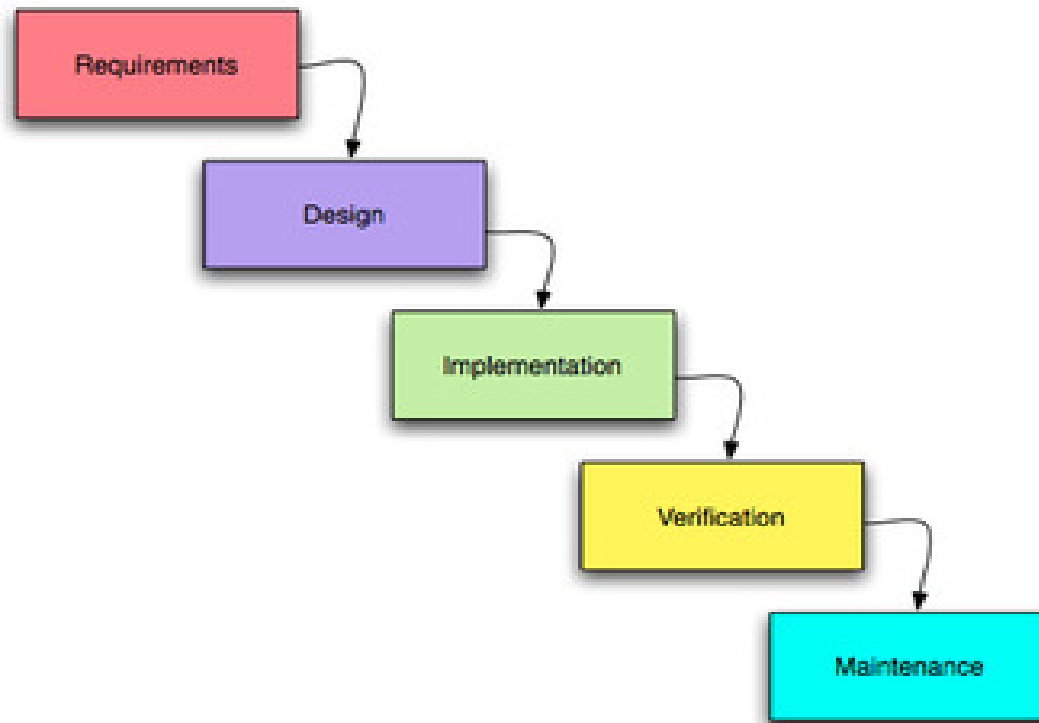 Requirements
Design
Implementation
Verification
Maintenance